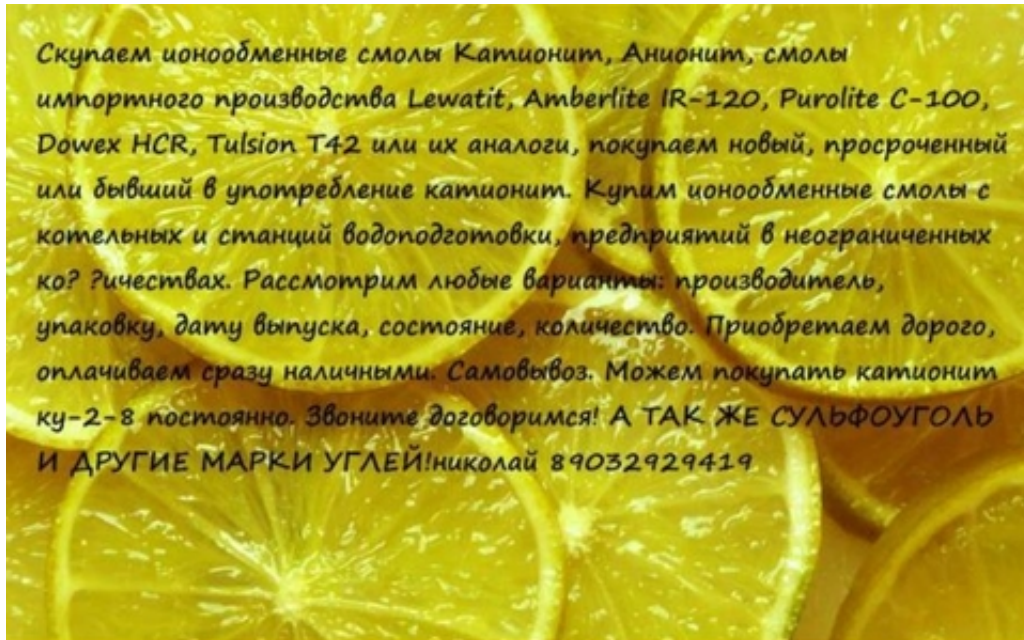 Скупаем ионообменные смолы Катионит, Анионит, смолы
импортного производства Lewatit, Amberlite IR-120, Purolite C-100,
Dowex HCR, Tulsion T42 или их аналоги, покупаем новый, просроченный
или бывший в употребление катионит. Купим ионообменные смолы с
котельных и станций водоподготовки, предприятий в неограниченных
ко? ?ичествах. Рассмотрим любые варианты: производитель,
упаковку, дату выпуска, состояние, количество. Приобретаем дорого,
оплачиваем сразу наличными. Самовывоз. Можем покупать катионит
ку-2-8 постоянно. Звоните договоримся! А ТАК ЖЕ СУЛЬФОУГОЛЬ
И ДРУГИЕ МАРКИ УГЛЕЙ!николай 89032929419